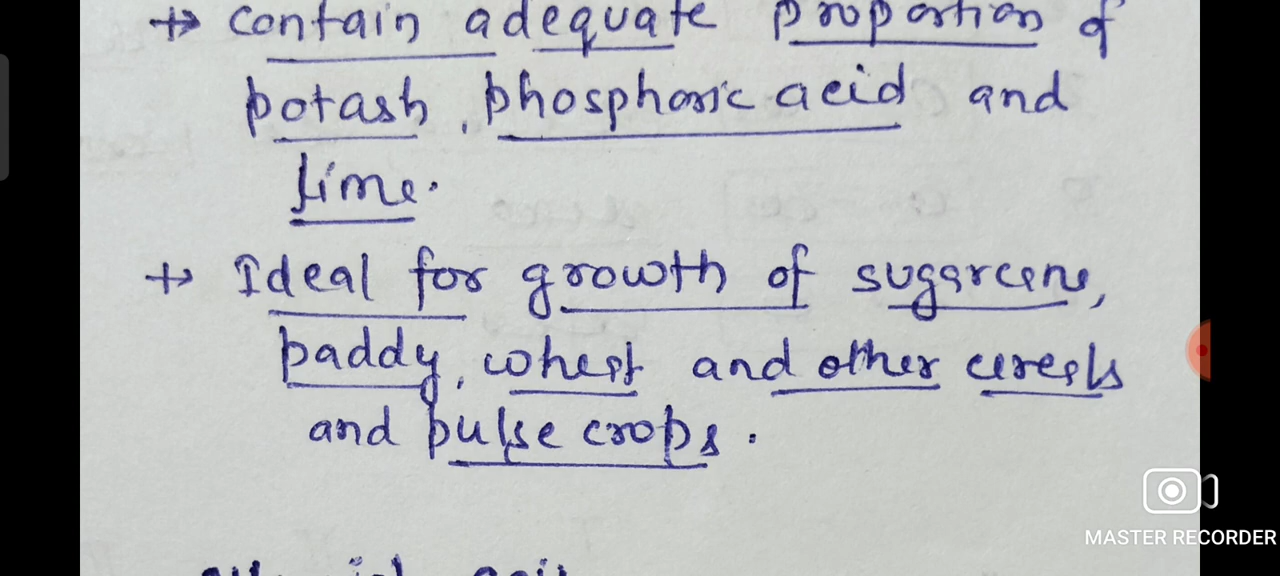 → contain adequate proportion of
potash, phosphoric acid and
lime.
→ Ideal for growth of sugarcane,
paddy, wheat and other cereals
and pulse crops.
MASTER RECORDER